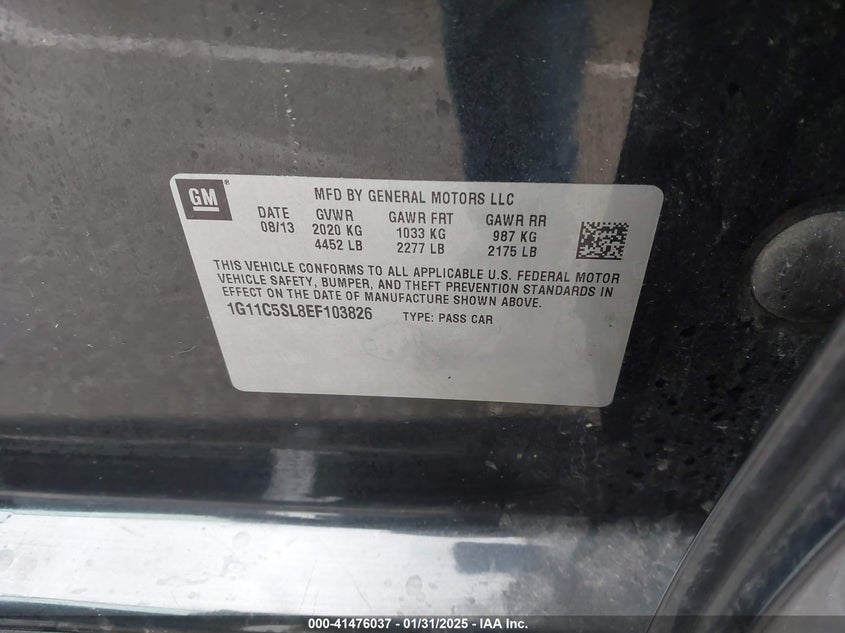 GM®
MFD BY GENERAL MOTORS LLC
DATE GVWR GAWR FRT GAWR RR
08/13 2020 KG 1033 KG 987 KG
4452 LB 2277 LB 2175 LB
THIS VEHICLE CONFORMS TO ALL APPLICABLE U.S. FEDERAL MOTOR
VEHICLE SAFETY, BUMPER, AND THEFT PREVENTION STANDARDS IN
EFFECT ON THE DATE OF MANUFACTURE SHOWN ABOVE.
1G11C5SL8EF103826 TYPE: PASS CAR
000-41476037 - 01/31/2025 - IAA Inc.